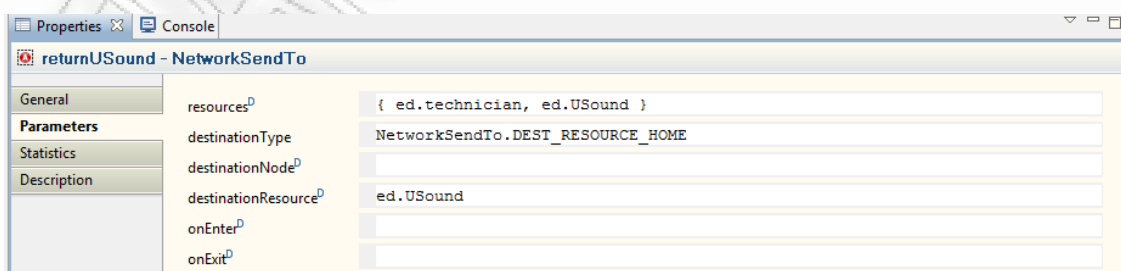 Properties Console
returnUSound - NetworkSendTo
General
Parameters
Statistics
Description
resourcesD { ed.technician, ed.USound }
destinationType NetworkSendTo.DEST_RESOURCE_HOME
destinationNodeD
destinationResourceD ed.USound
onEnterD
onExitD